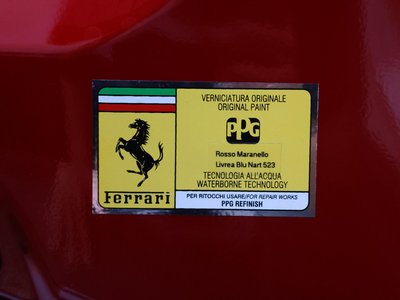 VERNICIATURA ORIGINALE
ORIGINAL PAINT
PPG
Rosso Maranello
Livrea Blu Nart 523
TECNOLOGIA ALL'ACQUA
WATERBORNE TECHNOLOGY
Ferrari
PER RITOCCHI USARE/FOR REPAIR WORKS
PPG REFINISH